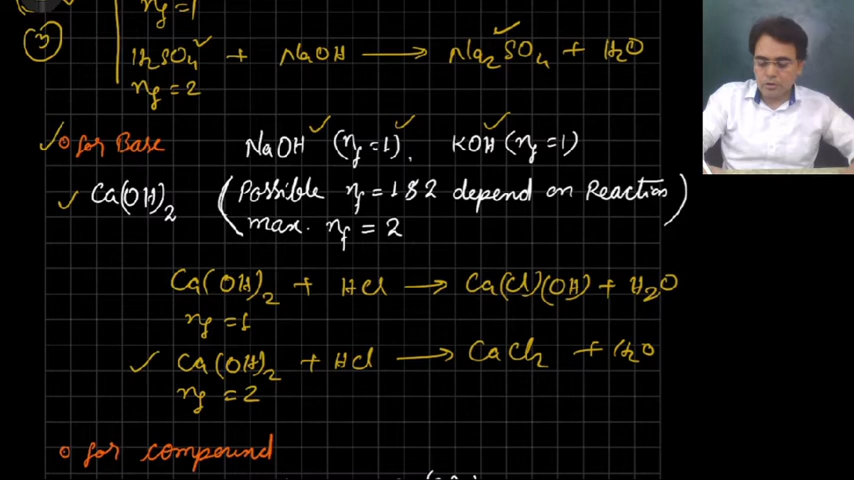 nf = 1
(3)
H2SO4 + NaOH ⟶ Na2SO4 + H2O
nf = 2
for Base NaOH (nf = 1), KOH (nf = 1)
Ca(OH)2 (Possible nf = 1 & 2 depend on Reaction)
max. nf = 2
Ca(OH)2 + HCl ⟶ Ca(Cl)(OH) + H2O
nf = 1
Ca(OH)2 + HCl ⟶ CaCl2 + H2O
nf = 2
for compound